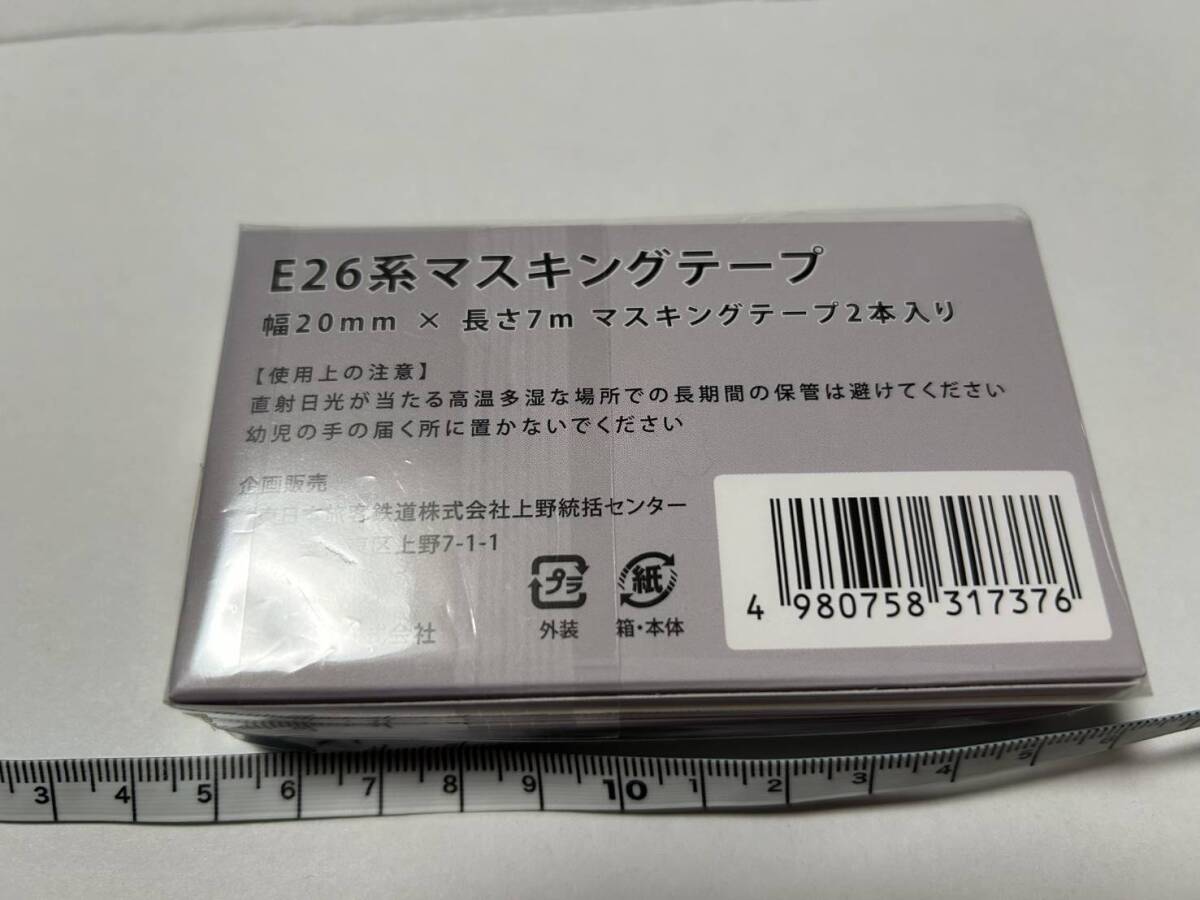 E26系マスキングテープ
幅20mm × 長さ7m マスキングテープ2本入り
【使用上の注意】
直射日光が当たる高温多湿な場所での長期間の保管は避けてください
幼児の手の届く所に置かないでください
企画販売
東日本旅客鉄道株式会社上野統括センター
区上野7-1-1
式会社
プラ
外装
紙
箱・本体
4 980758 317376
3 4 5 6 7 8 9 10 1 2 3 4 5 6